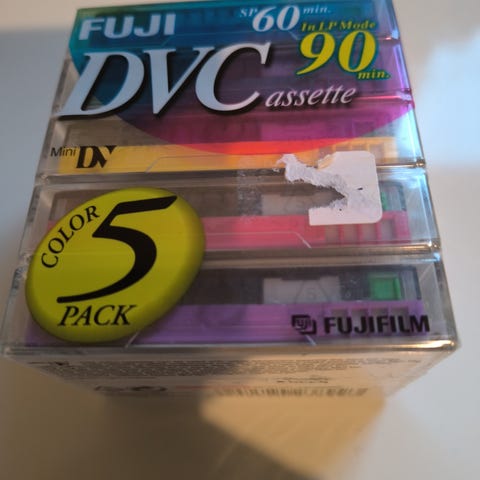 FUJI
SP 60 min.
In LP Mode
90 min.
DVCassette
Mini DV
COLOR
5
PACK
FUJIFILM